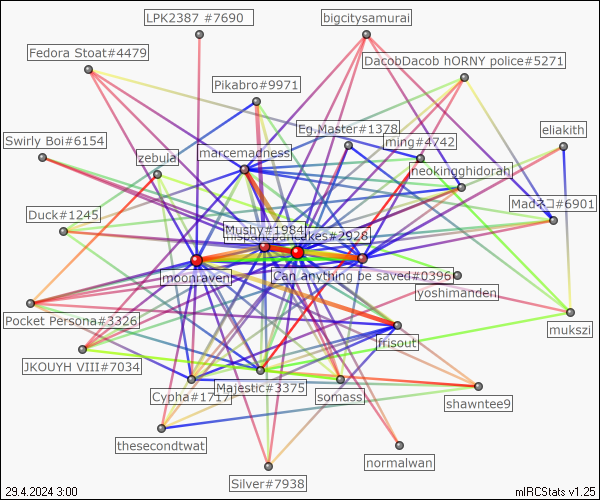 LPK2387 #7690
bigcitysamurai
Fedora Stoat#4479
DacobDacob hORNY police#5271
Pikabro#9971
Eg.Master#1378
eliakith
Swirly Boi#6154
ming#4742
zebula
marcemadness
neokingghidorah
Duck#1245
Madネコ#6901
Mushy#1984
pancakes#2928
moonraven
Can anything be saved#0396
yoshimanden
Pocket Persona#3326
mukszi
frisout
JKOUYH VIII#7034
Cypha#1717
Majestic#3375
somass
shawntee9
thesecondtwat
normalwan
Silver#7938
29.4.2024 3:00
mIRCStats v1.25